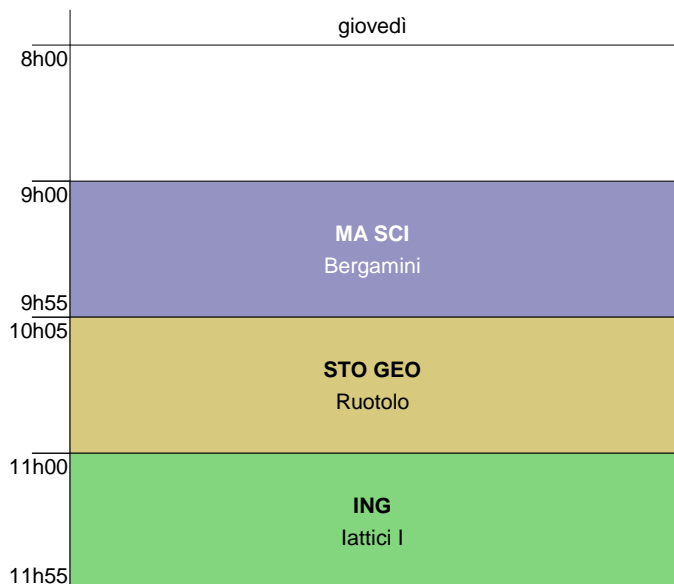 giovedì
8h00
9h00
MA SCI
Bergamini
9h55
10h05
STO GEO
Ruotolo
11h00
ING
Iattici I
11h55